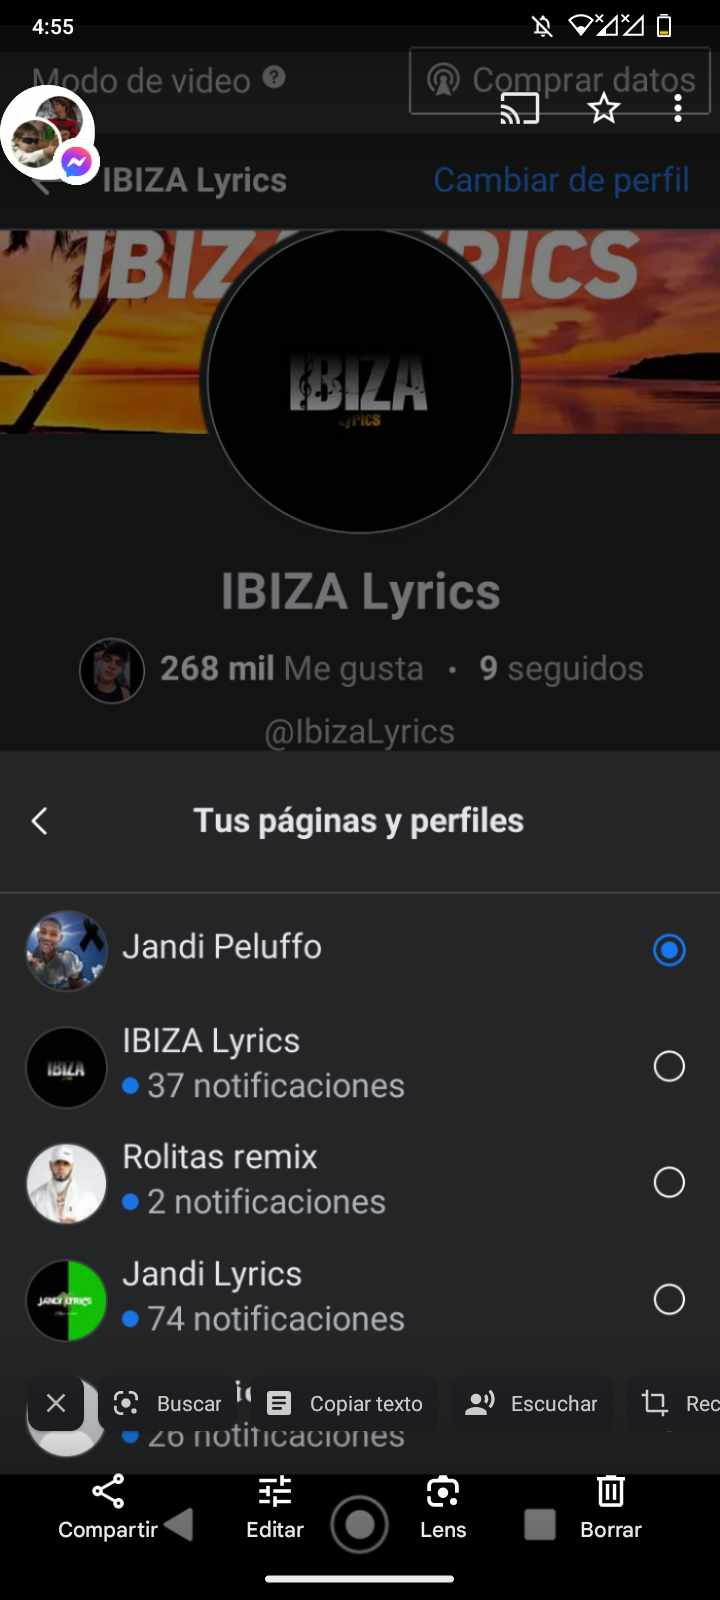 4:55
Modo de video
Comprar datos
IBIZA Lyrics
Cambiar de perfil
IBIZA LYRICS
IBIZA
LYRICS
IBIZA Lyrics
268 mil Me gusta · 9 seguidos
@IbizaLyrics
Tus páginas y perfiles
Jandi Peluffo
IBIZA Lyrics
37 notificaciones
IBIZA
Rolitas remix
2 notificaciones
Jandi Lyrics
74 notificaciones
Buscar
Copiar texto
Escuchar
Rec
26 notificaciones
Compartir
Editar
Lens
Borrar